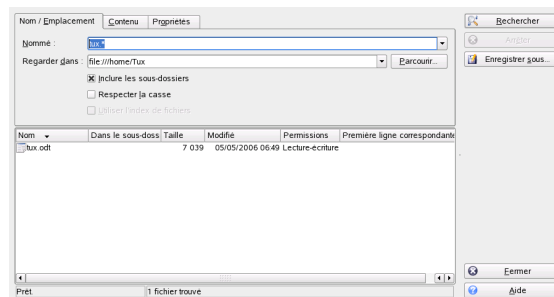 Nom / Emplacement Contenu Propriétés
Nommé : tux.*
Regarder dans : file:///home/Tux Parcourir...
Inclure les sous-dossiers
Respecter la casse
Utiliser l'index de fichiers
Rechercher
Arrêter
Enregistrer sous...
Nom Dans le sous-doss Taille Modifié Permissions Première ligne correspondante
tux.odt 7 039 05/05/2006 06:49 Lecture-écriture
Fermer
Aide
Prêt. 1 fichier trouvé